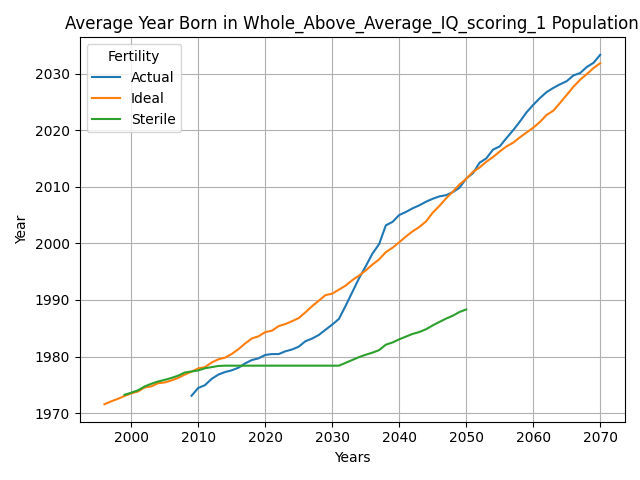 Average Year Born in Whole_Above_Average_IQ_scoring_1 Population
Fertility
Actual
Ideal
Sterile
Year
2030
2020
2010
2000
1990
1980
1970
2000 2010 2020 2030 2040 2050 2060 2070
Years